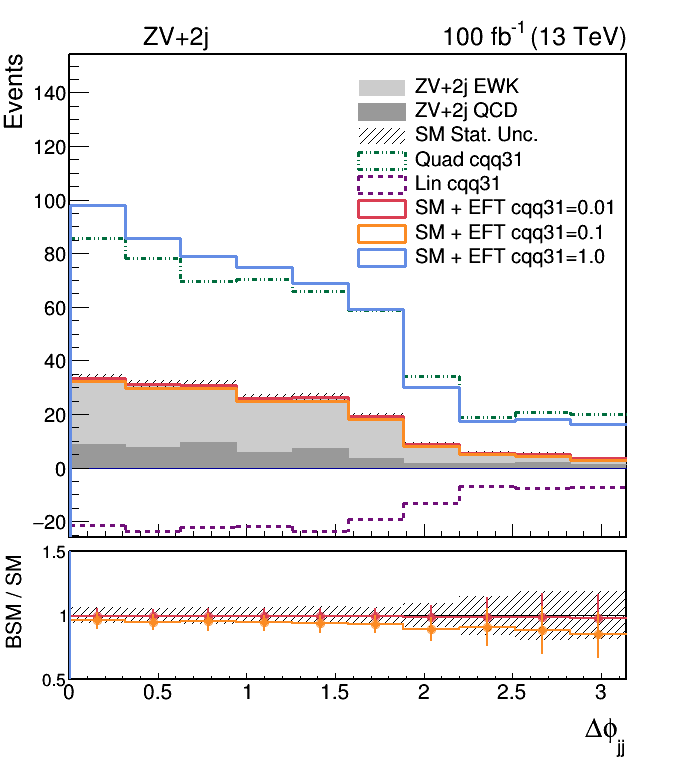 ZV+2j 100 fb-1 (13 TeV)
Events
140
120
100
80
60
40
20
0
−20
ZV+2j EWK
ZV+2j QCD
SM Stat. Unc.
Quad cqq31
Lin cqq31
SM + EFT cqq31=0.01
SM + EFT cqq31=0.1
SM + EFT cqq31=1.0
BSM / SM
1.5
1
0.5
0 0.5 1 1.5 2 2.5 3
Δϕjj